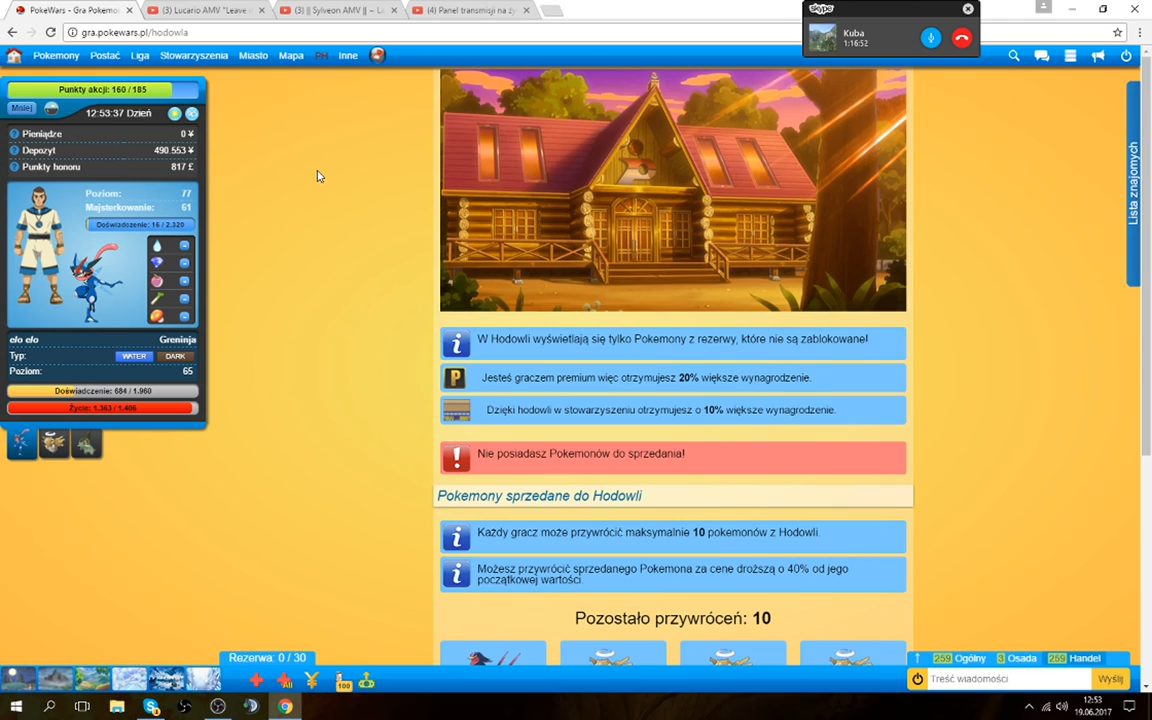 PokeWars - Gra Pokemo
(3) Lucario AMV "Leave
(3) || Sylveon AMV || ~ L
(4) Panel transmisji na ży
gra.pokewars.pl/hodowla
skype
Kuba
1:16:52
Pokemony Postać Liga Stowarzyszenia Miasto Mapa PH Inne
Punkty akcji: 160 / 185
Mniej
12:53:37 Dzień
Pieniądze 0 ¥
Depozyt 490.553 ¥
Punkty honoru 817 £
Poziom: 77
Majsterkowanie: 61
Doświadczenie: 16 / 2.320
elo elo Greninja
Typ: WATER DARK
Poziom: 65
Doświadczenie: 684 / 1.960
Życie: 1.363 / 1.406
Lista znajomych
W Hodowli wyświetlają się tylko Pokemony z rezerwy, które nie są zablokowane!
Jesteś graczem premium więc otrzymujesz 20% większe wynagrodzenie.
Dzięki hodowli w stowarzyszeniu otrzymujesz o 10% większe wynagrodzenie.
Nie posiadasz Pokemonów do sprzedania!
Pokemony sprzedane do Hodowli
Każdy gracz może przywrócić maksymalnie 10 pokemonów z Hodowli.
Możesz przywrócić sprzedanego Pokemona za cene droższą o 40% od jego
początkowej wartości.
Pozostało przywróceń: 10
Rezerwa: 0 / 30
All
100
259 Ogólny 3 Osada 259 Handel
Treść wiadomości
Wyślij
12:53
19.06.2017